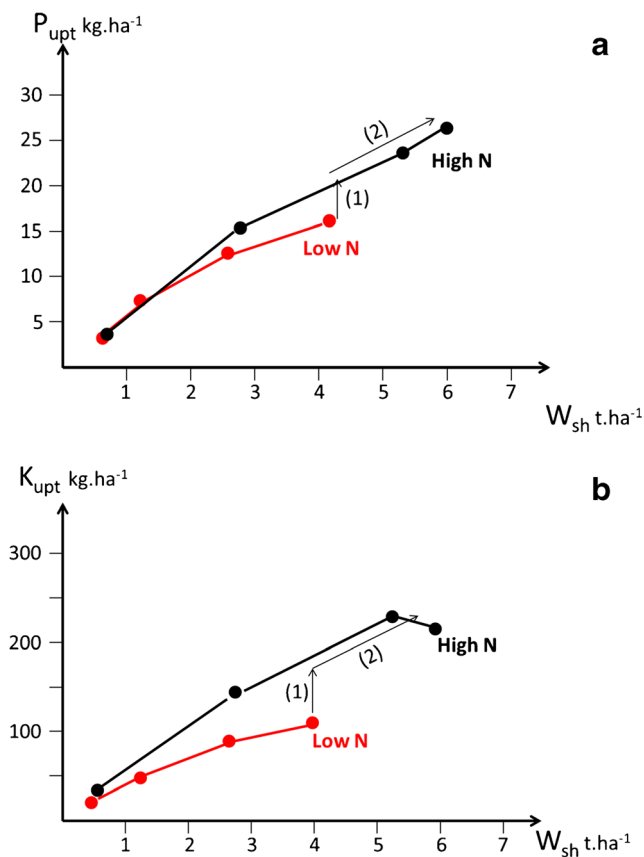 P_upt kg.ha⁻¹
a
30
25
20
15
10
5
(2)
High N
(1)
Low N
1 2 3 4 5 6 7
W_sh t.ha⁻¹
K_upt kg.ha⁻¹
b
300
200
100
(2)
High N
(1)
Low N
1 2 3 4 5 6 7
W_sh t.ha⁻¹